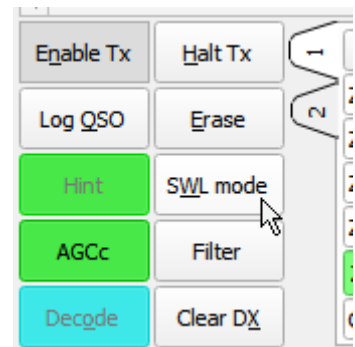 Enable Tx
Halt Tx
1
Log QSO
Erase
2
Hint
SWL mode
AGCc
Filter
Decode
Clear DX